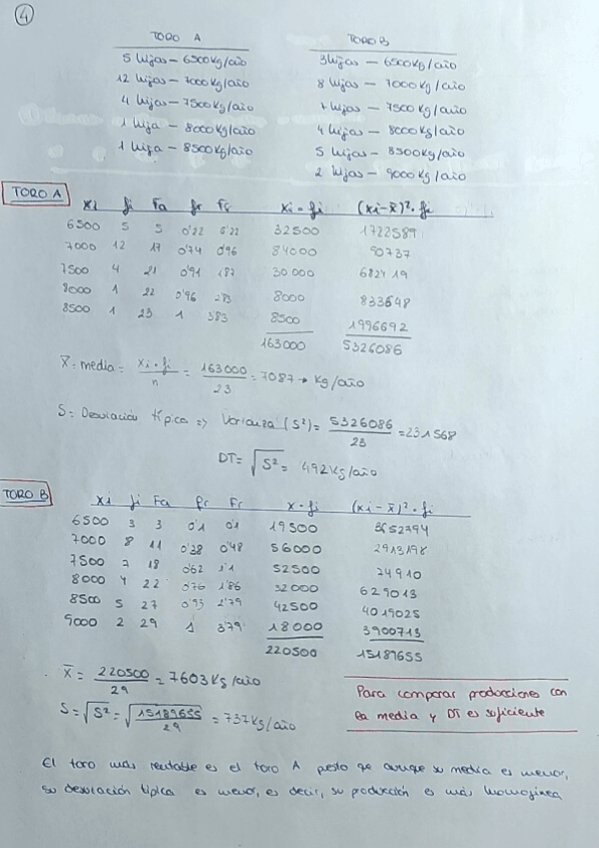 4
TORO A TORO B
5 hijas - 6500 kg/año 3 hijas - 6500 kg/año
12 hijas - 7000 kg/año 8 hijas - 7000 kg/año
4 hijas - 7500 kg/año 7 hijas - 7500 kg/año
1 hija - 8000 kg/año 4 hijas - 8000 kg/año
1 hija - 8500 kg/año 5 hijas - 8500 kg/año
2 hijas - 9000 kg/año
TORO A
xi fi Fa fr Fr xi · fi (xi-x̄)²·fi
6500 5 5 0'22 0'22 32500 1722589
7000 12 17 0'74 0'96 84000 90737
7500 4 21 0'91 1'87 30.000 682419
8000 1 22 0'96 2'83 8000 833648
8500 1 23 1 3'83 8500 1996692
163000 5326086
x̄ = media = xi · fi / n = 163000 / 23 = 7087 → kg/año
S = Desviación típica => Varianza (S²) = 5326086 / 23 = 231568
DT = √S² = 492 kg/año
TORO B
xi fi Fa fr Fr x · fi (xi - x̄)² · fi
6500 3 3 0'1 0'1 19500 3652794
7000 8 11 0'38 0'48 56000 2913198
7500 7 18 0'62 1'1 52500 74910
8000 4 22 0'76 1'86 32000 629013
8500 5 27 0'93 2'79 42500 4019025
9000 2 29 1 3'79 18000 3900713
220500 15189655
x̄ = 220500 / 29 = 7603 kg/año
S = √S² = √15189655 / 29 = 737 kg/año
Para comparar producciones con
la media y DT es suficiente
El toro más rentable es el toro A puesto que aunque su media es menor,
su desviación típica es menor, es decir, su producción es más homogénea